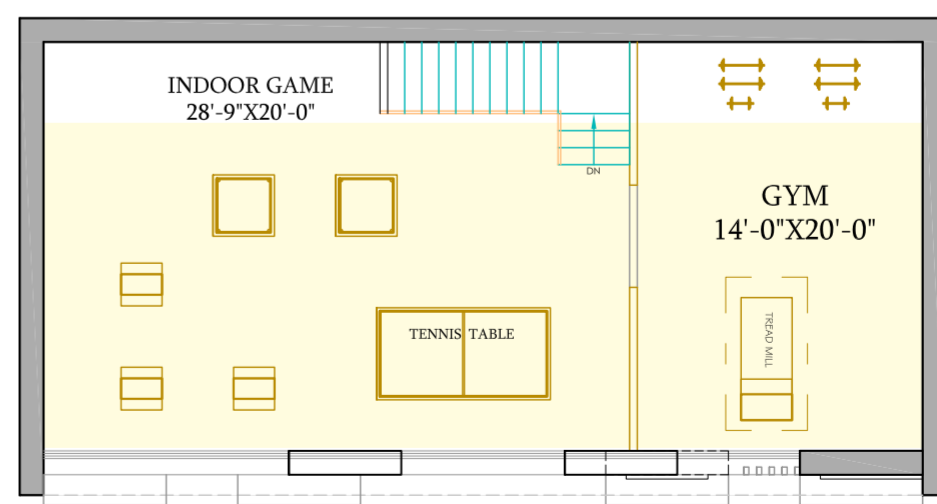 INDOOR GAME
28'-9"X20'-0"
DN
GYM
14'-0"X20'-0"
TENNIS TABLE
TREAD MILL